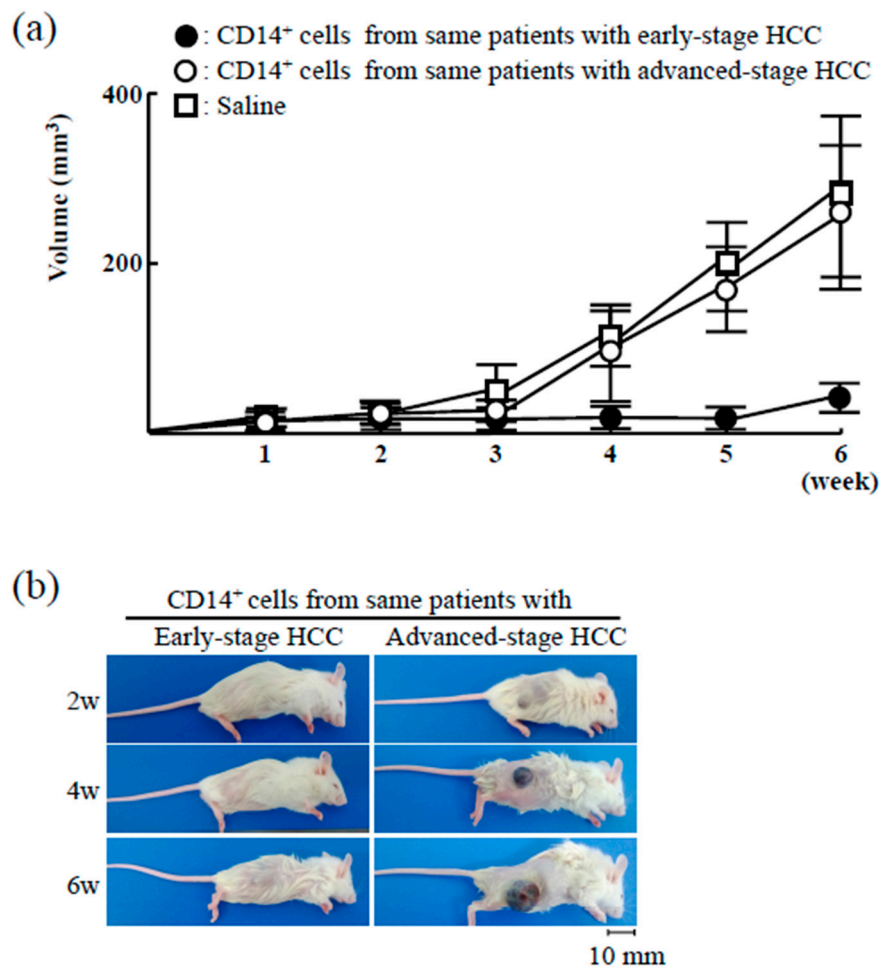 (a)
●: CD14⁺ cells from same patients with early-stage HCC
○: CD14⁺ cells from same patients with advanced-stage HCC
□: Saline
Volume (mm³)
400
200
1 2 3 4 5 6
(week)
(b)
CD14⁺ cells from same patients with
Early-stage HCC Advanced-stage HCC
2w
4w
6w
10 mm